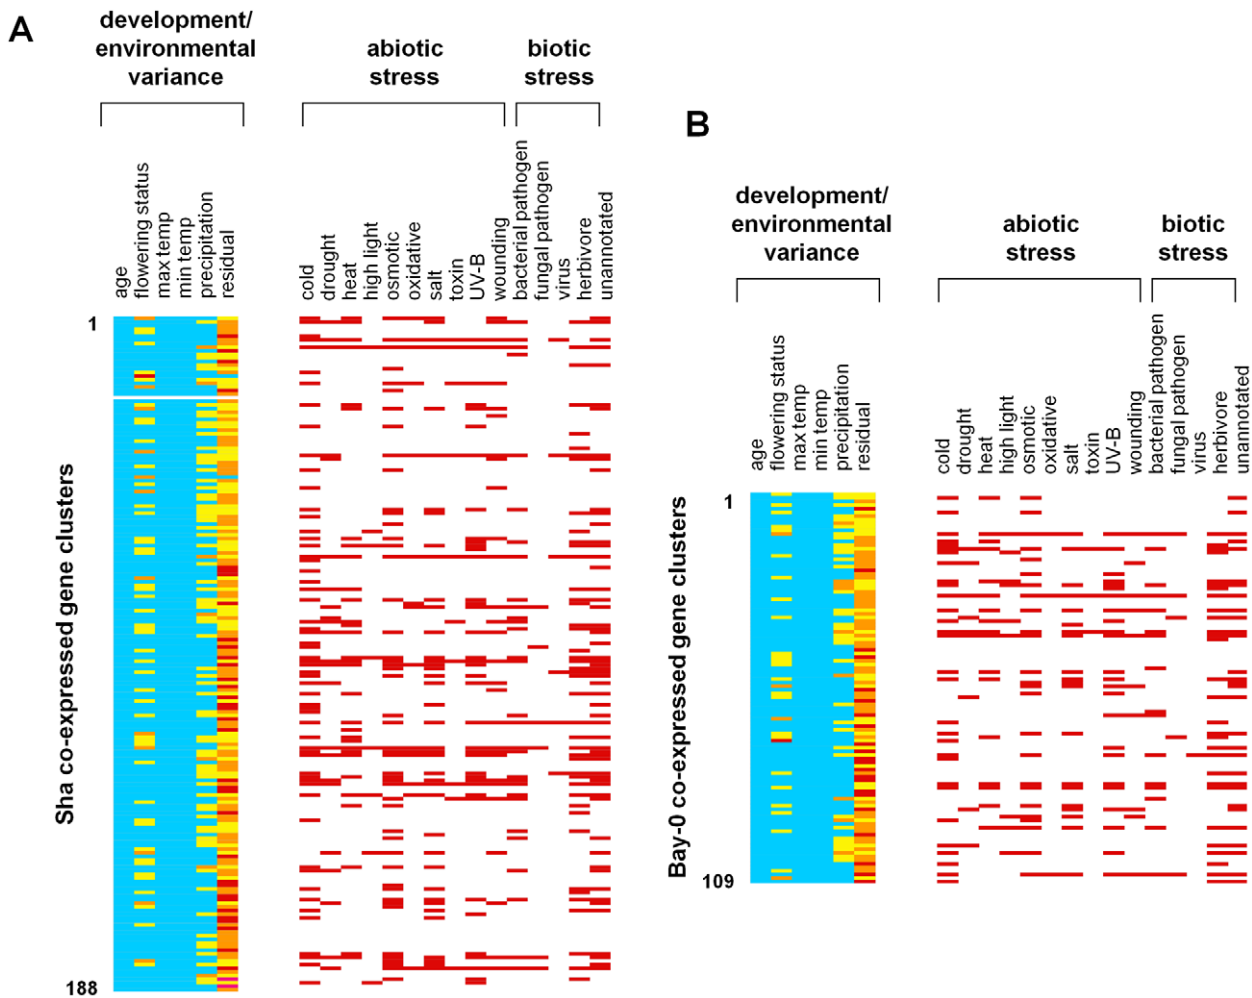 A
development/
environmental
variance
abiotic
stress
biotic
stress
age
flowering status
max temp
min temp
precipitation
residual
cold
drought
heat
high light
osmotic
oxidative
salt
toxin
UV-B
wounding
bacterial pathogen
fungal pathogen
virus
herbivore
unannotated
1
Sha co-expressed gene clusters
188
B
development/
environmental
variance
abiotic
stress
biotic
stress
age
flowering status
max temp
min temp
precipitation
residual
cold
drought
heat
high light
osmotic
oxidative
salt
toxin
UV-B
wounding
bacterial pathogen
fungal pathogen
virus
herbivore
unannotated
1
Bay-0 co-expressed gene clusters
109